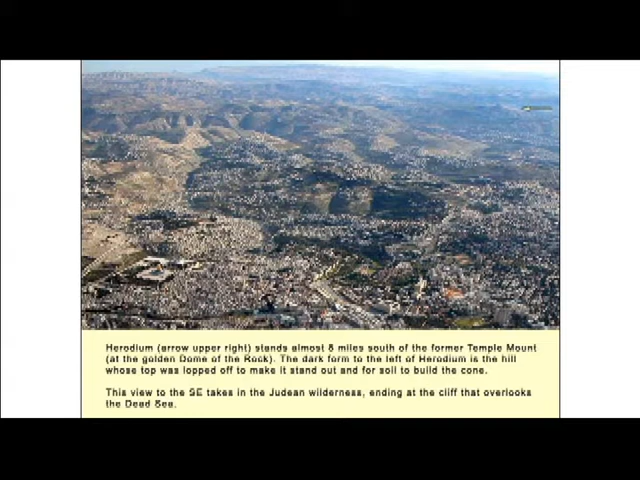 Herodium (arrow upper right) stands almost 8 miles south of the former Temple Mount
(at the golden Dome of the Rock). The dark form to the left of Herodium is the hill
whose top was lopped off to make it stand out and for soil to build the cone.
This view to the SE takes in the Judean wilderness, ending at the cliff that overlooks
the Dead Sea.